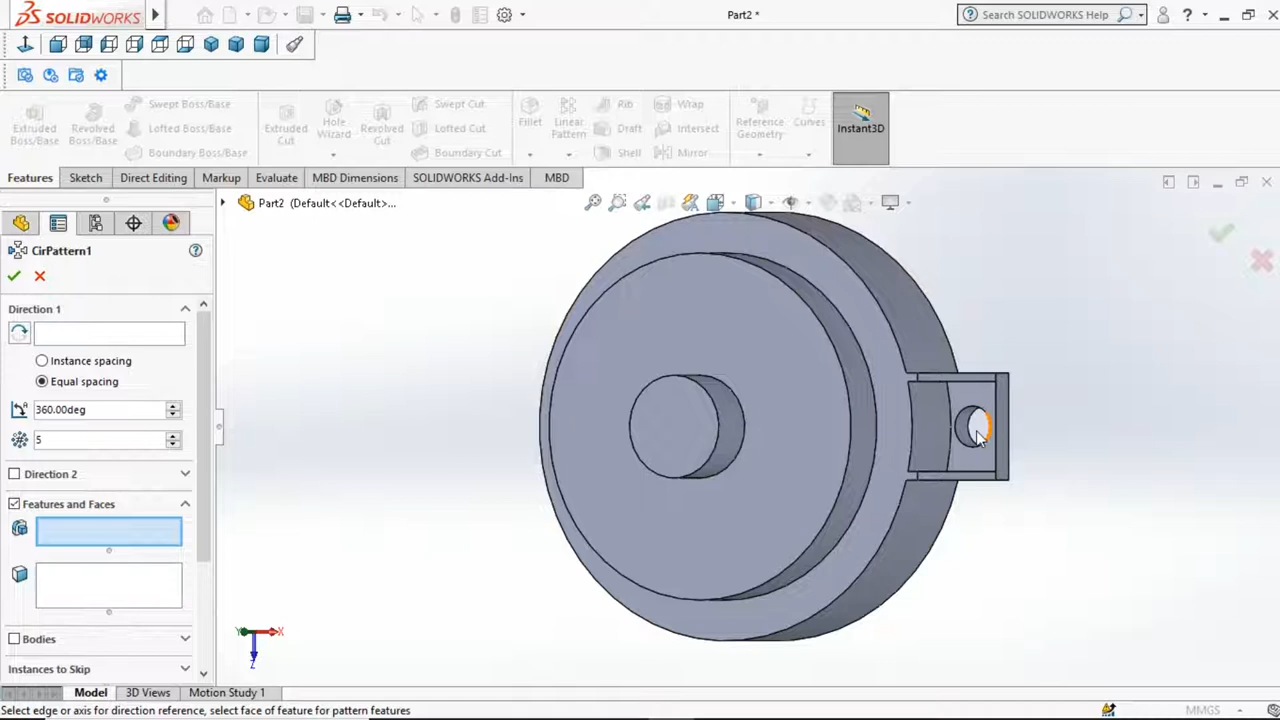 SOLIDWORKS
Part2 *
Search SOLIDWORKS Help
?
Extruded Boss/Base
Revolved Boss/Base
Swept Boss/Base
Lofted Boss/Base
Boundary Boss/Base
Extruded Cut
Hole Wizard
Revolved Cut
Swept Cut
Lofted Cut
Boundary Cut
Fillet
Linear Pattern
Rib
Draft
Shell
Wrap
Intersect
Mirror
Reference Geometry
Curves
Instant3D
Features Sketch Direct Editing Markup Evaluate MBD Dimensions SOLIDWORKS Add-Ins MBD
Part2 (Default<<Default>...
CirPattern1
Direction 1
Instance spacing
Equal spacing
360.00deg
5
Direction 2
Features and Faces
Bodies
Instances to Skip
Y X
Z
Model 3D Views Motion Study 1
Select edge or axis for direction reference, select face of feature for pattern features
MMGS